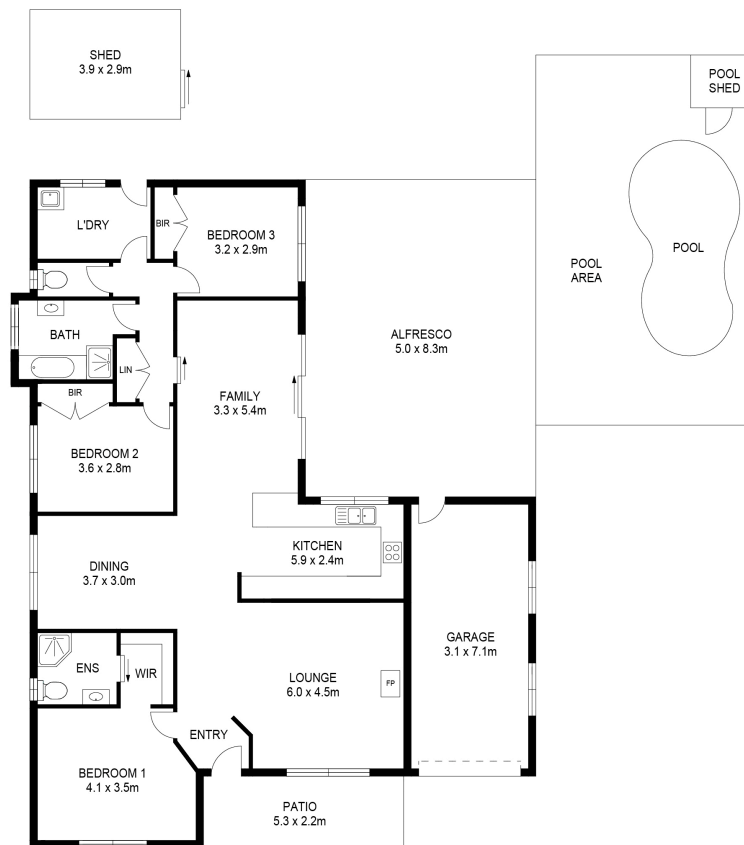 SHED
3.9 x 2.9m
POOL
SHED
L'DRY
BIR
BEDROOM 3
3.2 x 2.9m
POOL
POOL
AREA
BATH
ALFRESCO
5.0 x 8.3m
LIN
BIR
FAMILY
3.3 x 5.4m
BEDROOM 2
3.6 x 2.8m
KITCHEN
5.9 x 2.4m
DINING
3.7 x 3.0m
GARAGE
3.1 x 7.1m
ENS
WIR
LOUNGE
6.0 x 4.5m
FP
ENTRY
BEDROOM 1
4.1 x 3.5m
PATIO
5.3 x 2.2m